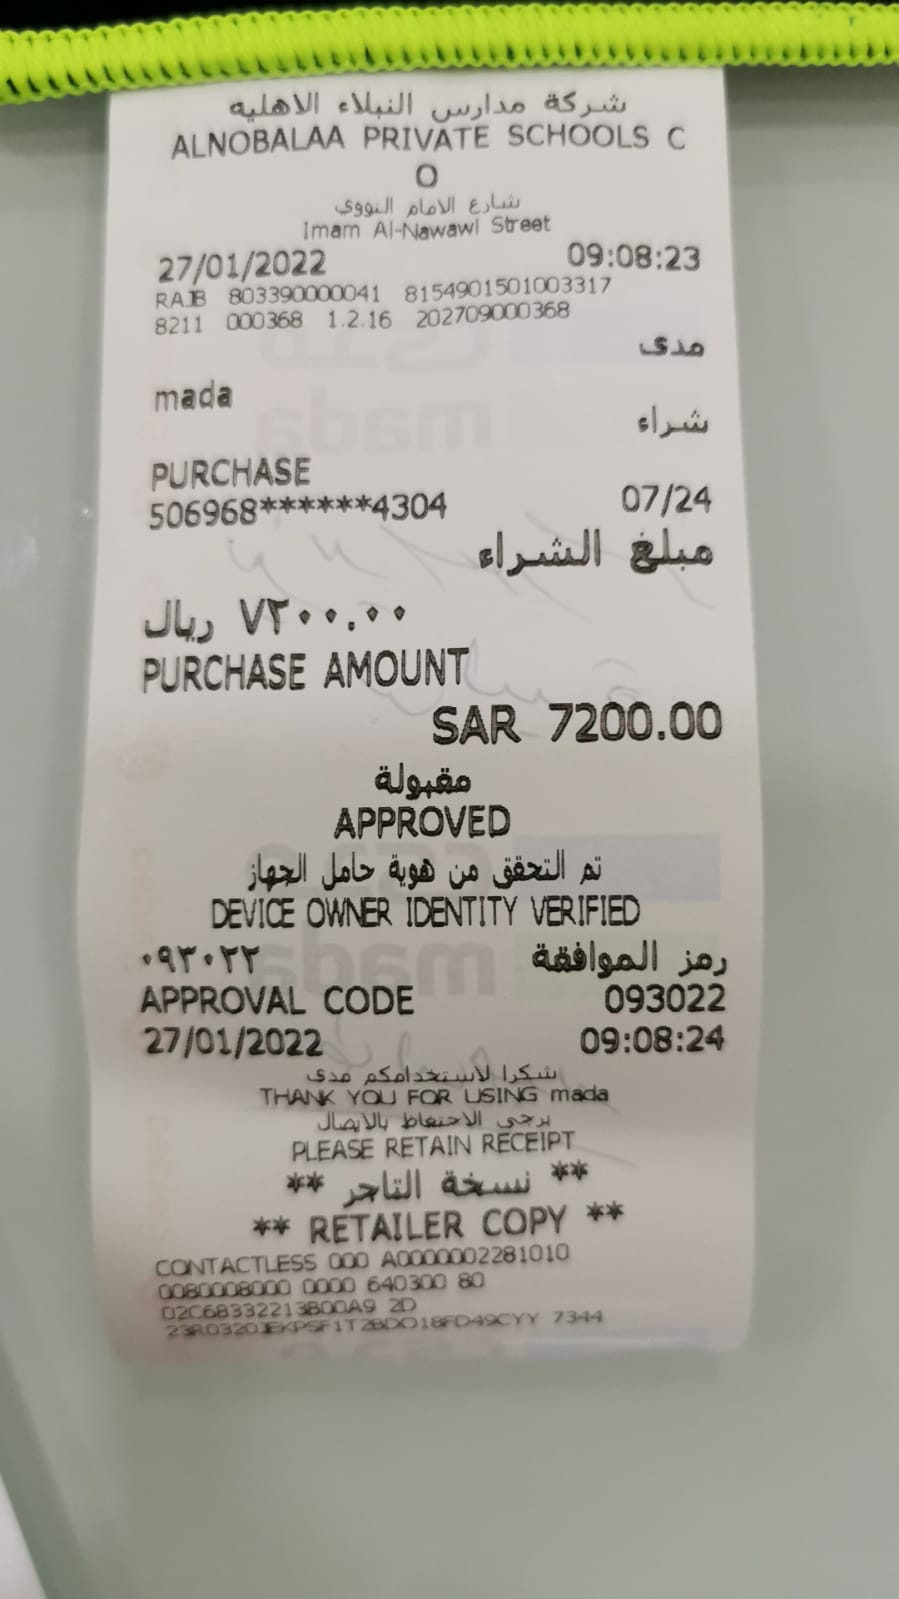 شركة مدارس النبلاء الاهليه
ALNOBALAA PRIVATE SCHOOLS C
O
شارع الامام النووي
Imam Al-Nawawi Street
27/01/2022 09:08:23
RAJB 803390000041 8154901501003317
8211 000368 1.2.16 202709000368
مدى
mada
شراء
PURCHASE
506968******4304 07/24
مبلغ الشراء
٧٢٠٠.٠٠ ريال
PURCHASE AMOUNT
SAR 7200.00
مقبولة
APPROVED
تم التحقق من هوية حامل الجهاز
DEVICE OWNER IDENTITY VERIFIED
رمز الموافقة ٠٩٣٠٢٢
APPROVAL CODE 093022
27/01/2022 09:08:24
شكرا لاستخدامكم مدى
THANK YOU FOR USING mada
يرجى الاحتفاظ بالايصال
PLEASE RETAIN RECEIPT
** نسخة التاجر **
** RETAILER COPY **
CONTACTLESS 000 A0000002281010
0080008000 0000 640300 80
02C68332213800A9 2D
7344